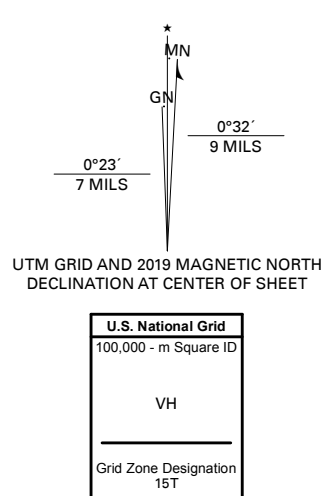 ★
MN
GN
0°32´
9 MILS
0°23´
7 MILS
UTM GRID AND 2019 MAGNETIC NORTH
DECLINATION AT CENTER OF SHEET
U.S. National Grid
100,000 - m Square ID
VH
Grid Zone Designation
15T